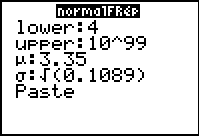 normalFRép
lower:4
upper:10^99
μ:3.35
σ:√(0.1089)
Paste